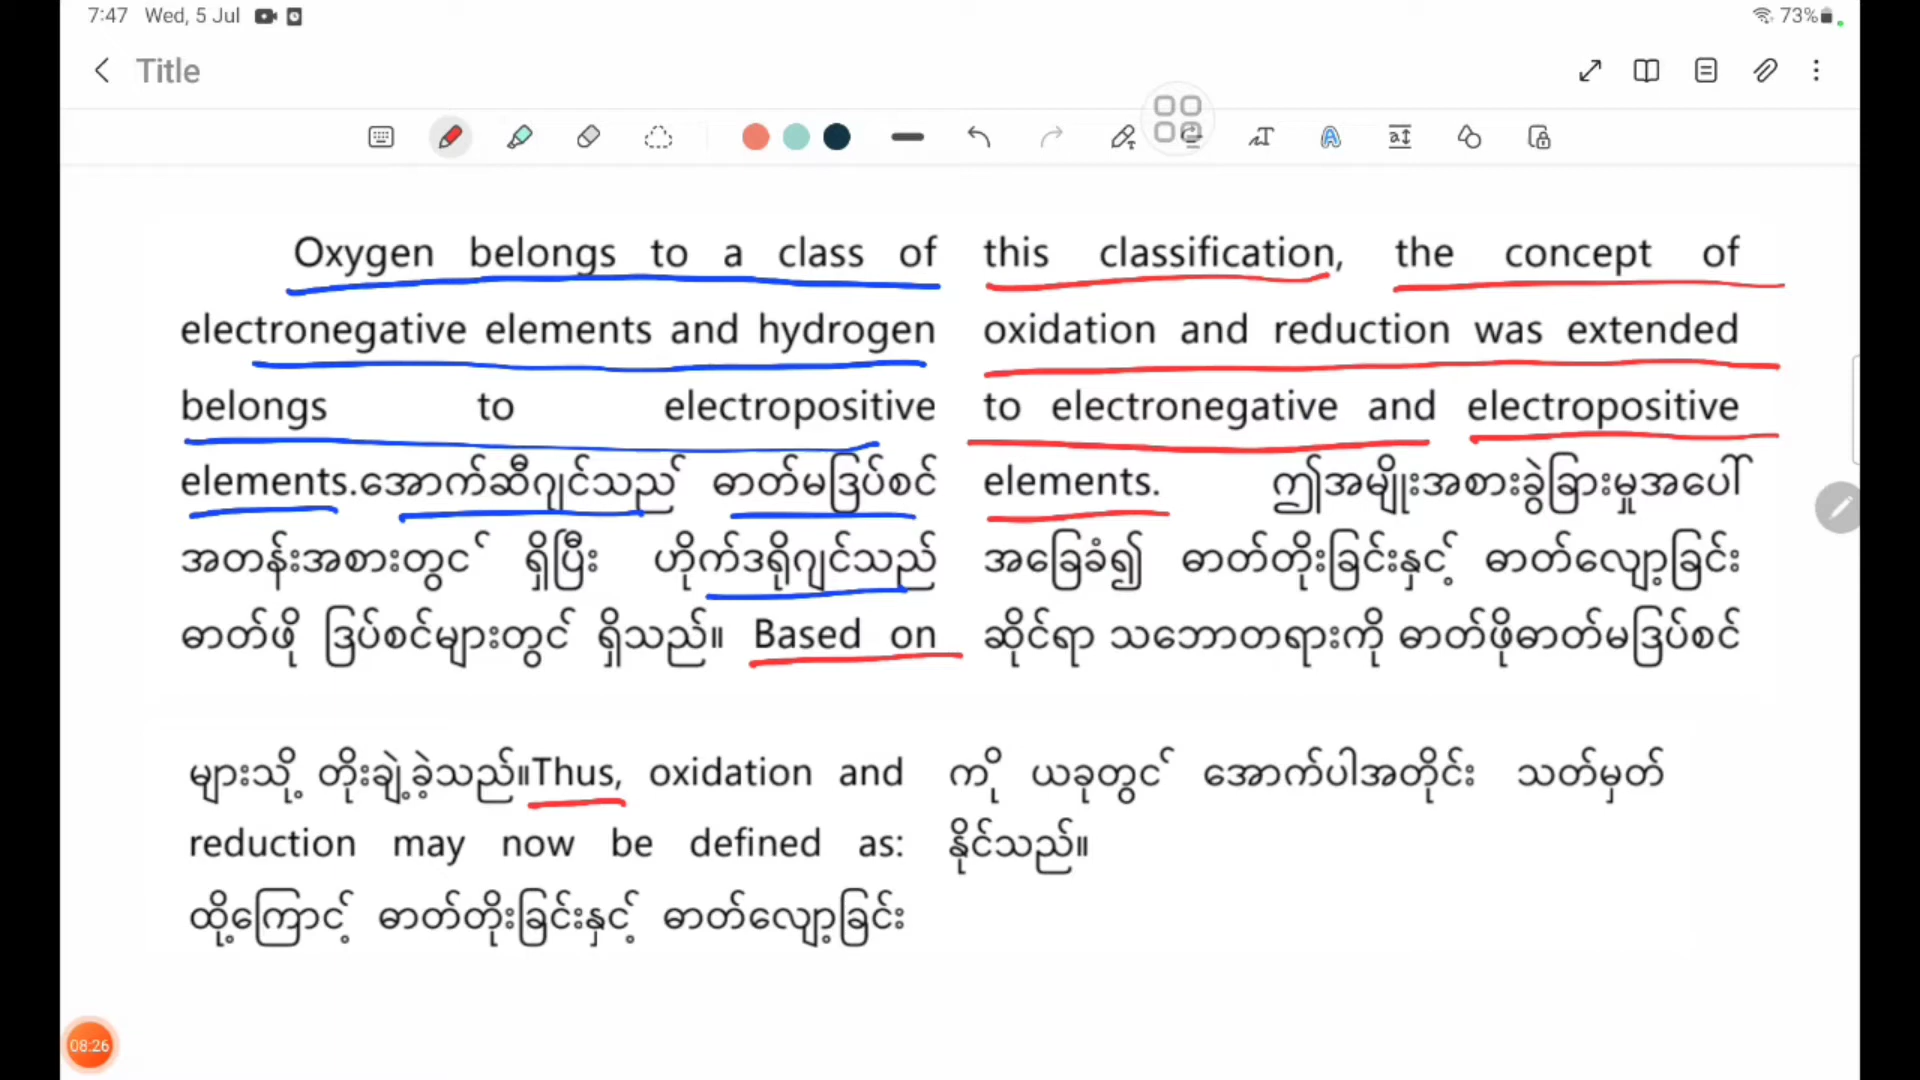 7:47 Wed, 5 Jul
73%
Title
Oxygen belongs to a class of
electronegative elements and hydrogen
belongs to electropositive
elements.အောက်ဆီဂျင်သည် ဓာတ်မဒြပ်စင်
အတန်းအစားတွင် ရှိပြီး ဟိုက်ဒရိုဂျင်သည်
ဓာတ်ဖို ဒြပ်စင်များတွင် ရှိသည်။ Based on
this classification, the concept of
oxidation and reduction was extended
to electronegative and electropositive
elements. ဤအမျိုးအစားခွဲခြားမှုအပေါ်
အခြေခံ၍ ဓာတ်တိုးခြင်းနှင့် ဓာတ်လျော့ခြင်း
ဆိုင်ရာ သဘောတရားကို ဓာတ်ဖိုဓာတ်မဒြပ်စင်
များသို့ တိုးချဲ့ခဲ့သည်။Thus, oxidation and
reduction may now be defined as:
ထို့ကြောင့် ဓာတ်တိုးခြင်းနှင့် ဓာတ်လျော့ခြင်း
ကို ယခုတွင် အောက်ပါအတိုင်း သတ်မှတ်
နိုင်သည်။
08:26